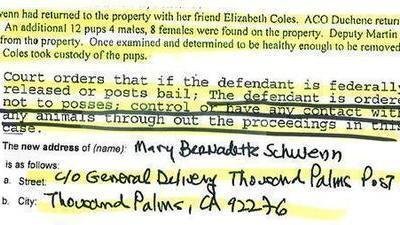 wenn had returned to the property with her friend Elizabeth Coles. ACO Duchene return
An additional 12 pups 4 males, 8 females were found on the property. Deputy Martin
from the property. Once examined and determined to be healthy enough to be removed
Coles took custody of the pups.
Court orders that if the defendant is federally
released or posts bail; The defendant is ordere
not to posses; control or have any contact wit
any animals through out the proceedings in this
case.
The new address of (name): Mary Bernadette Schwenn
is as follows:
a. Street: c/o General Delivery Thousand Palms Post
b. City: Thousand Palms, CA 92276